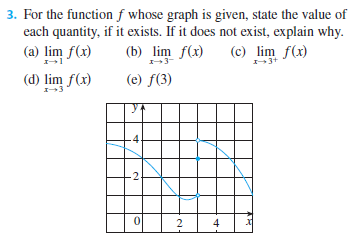 3. For the function f whose graph is given, state the value of
each quantity, if it exists. If it does not exist, explain why.
(a) lim f(x) (b) lim f(x) (c) lim f(x)
x→1 x→3⁻ x→3⁺
(d) lim f(x) (e) f(3)
x→3
y
4
2
0 2 4 x